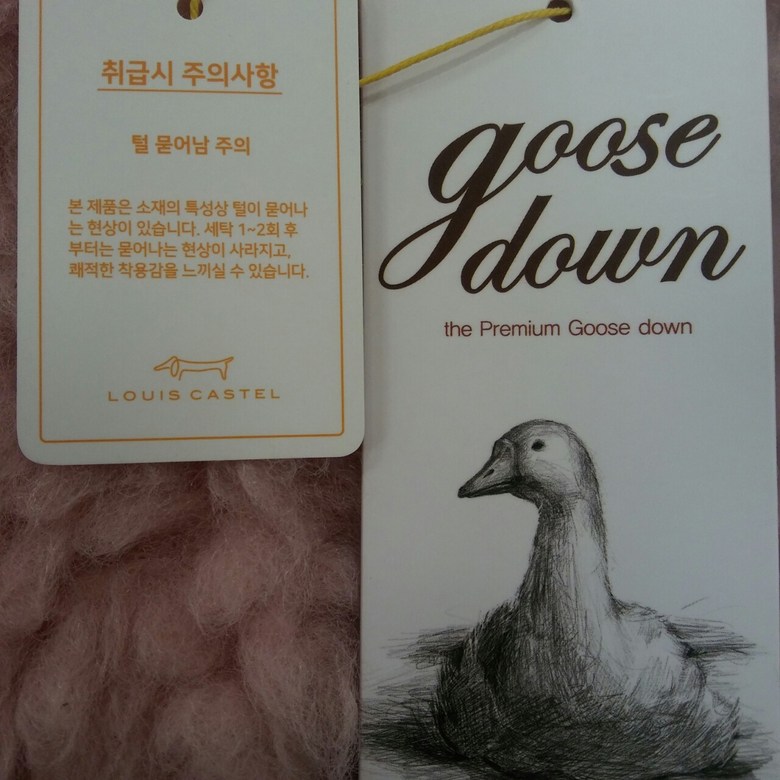 취급시 주의사항
털 묻어남 주의
본 제품은 소재의 특성상 털이 묻어나
는 현상이 있습니다. 세탁 1~2회 후
부터는 묻어나는 현상이 사라지고,
쾌적한 착용감을 느끼실 수 있습니다.
LOUIS CASTEL
goose
down
the Premium Goose down